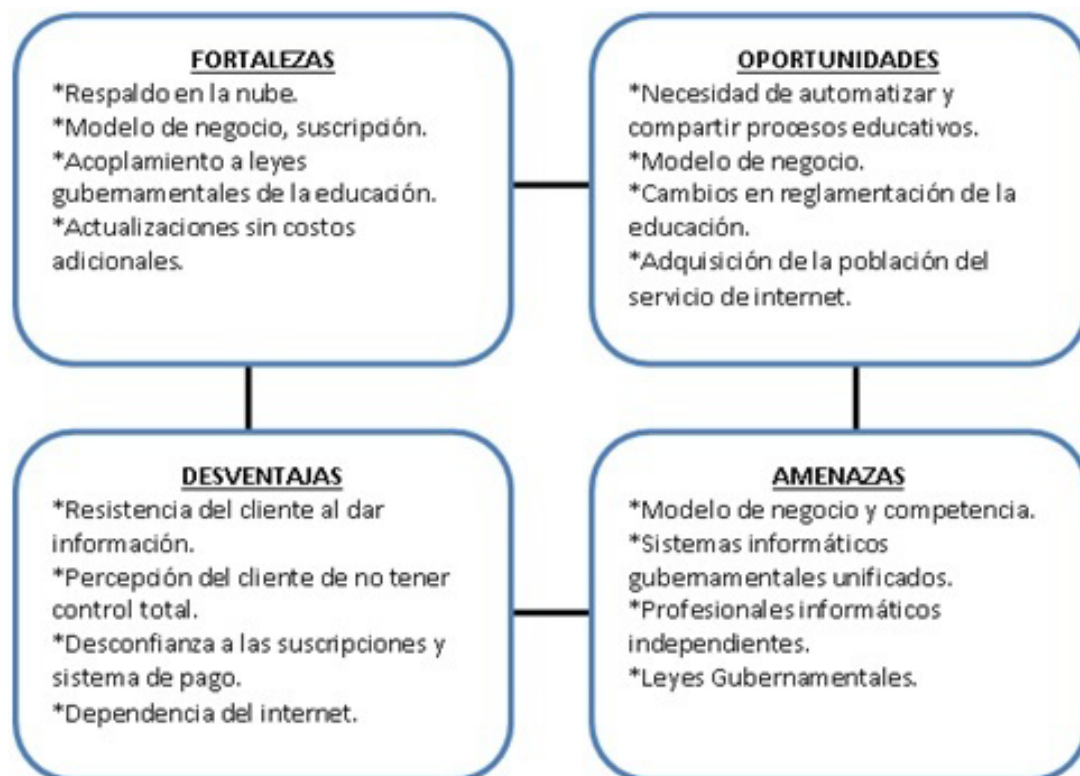 FORTALEZAS
*Respaldo en la nube.
*Modelo de negocio, suscripción.
*Acoplamiento a leyes
gubernamentales de la educación.
*Actualizaciones sin costos
adicionales.
OPORTUNIDADES
*Necesidad de automatizar y
compartir procesos educativos.
*Modelo de negocio.
*Cambios en reglamentación de la
educación.
*Adquisición de la población del
servicio de internet.
DESVENTAJAS
*Resistencia del cliente al dar
información.
*Percepción del cliente de no tener
control total.
*Desconfianza a las suscripciones y
sistema de pago.
*Dependencia del internet.
AMENAZAS
*Modelo de negocio y competencia.
*Sistemas informáticos
gubernamentales unificados.
*Profesionales informáticos
independientes.
*Leyes Gubernamentales.